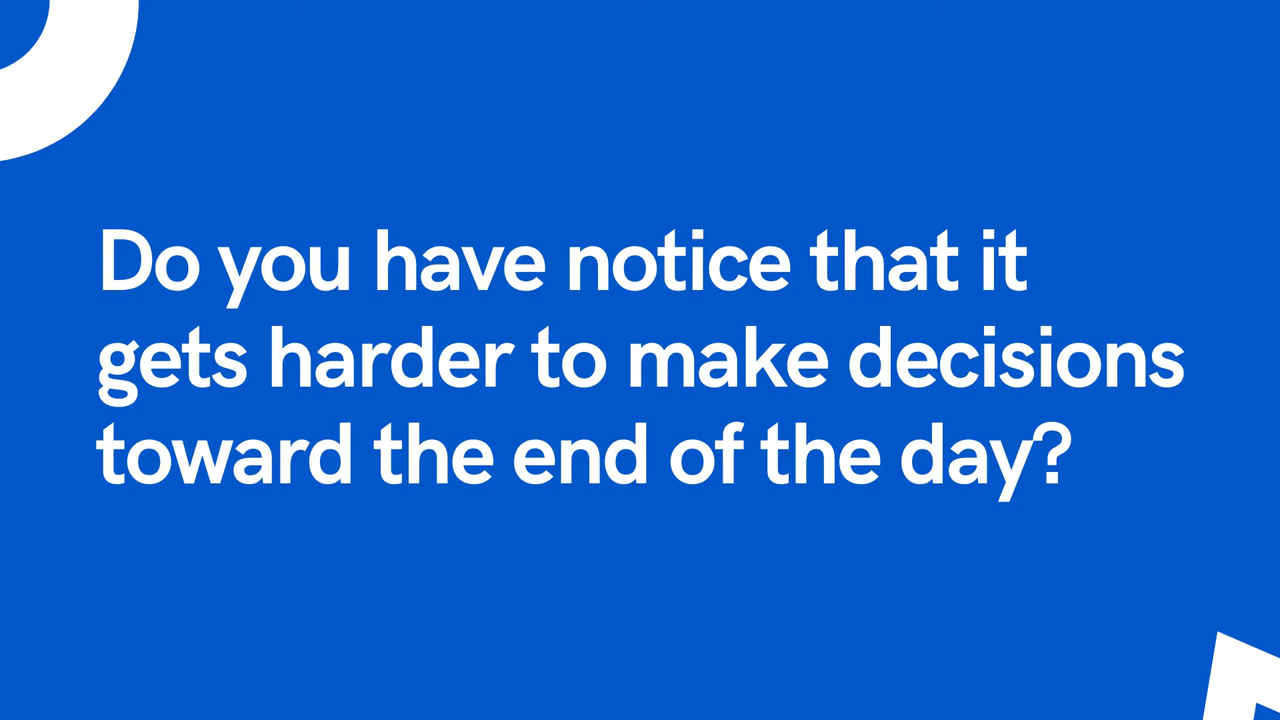 Do you have notice that it
gets harder to make decisions
toward the end of the day?